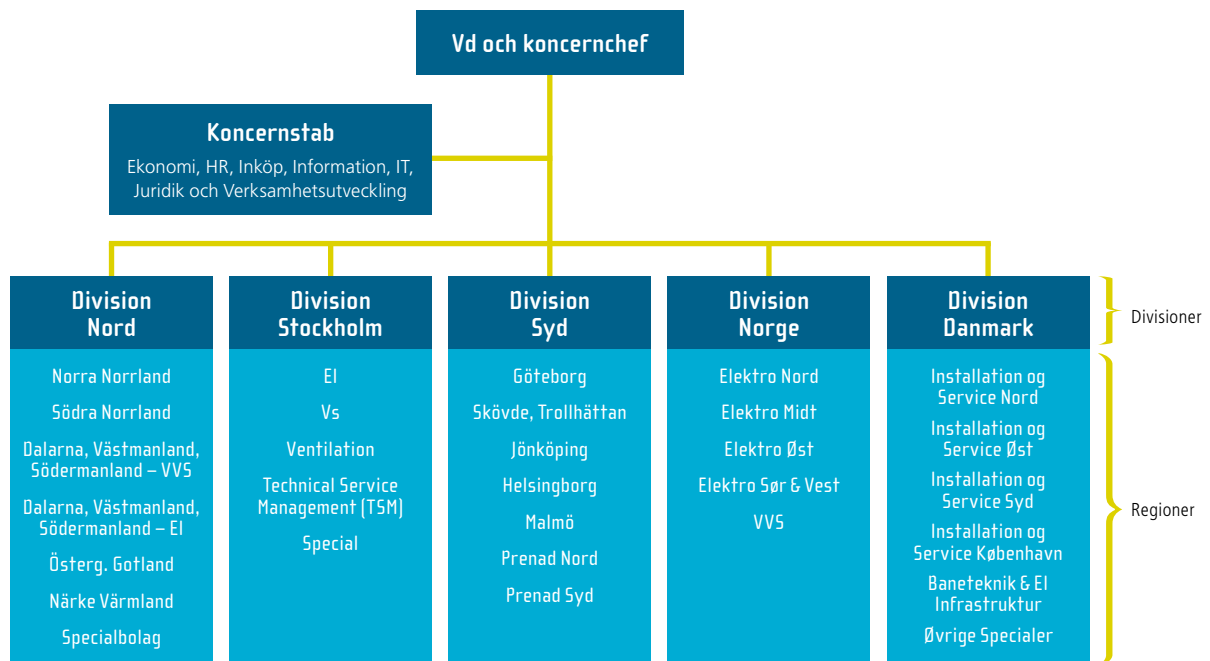 Vd och koncernchef
Koncernstab
Ekonomi, HR, Inköp, Information, IT,
Juridik och Verksamhetsutveckling
Division
Nord
Norra Norrland
Södra Norrland
Dalarna, Västmanland,
Södermanland – VVS
Dalarna, Västmanland,
Södermanland – El
Österg. Gotland
Närke Värmland
Specialbolag
Division
Stockholm
El
Vs
Ventilation
Technical Service
Management (TSM)
Special
Division
Syd
Göteborg
Skövde, Trollhättan
Jönköping
Helsingborg
Malmö
Prenad Nord
Prenad Syd
Division
Norge
Elektro Nord
Elektro Midt
Elektro Øst
Elektro Sør & Vest
VVS
Division
Danmark
Installation og
Service Nord
Installation og
Service Øst
Installation og
Service Syd
Installation og
Service København
Baneteknik & El
Infrastruktur
Øvrige Specialer
Divisioner
Regioner